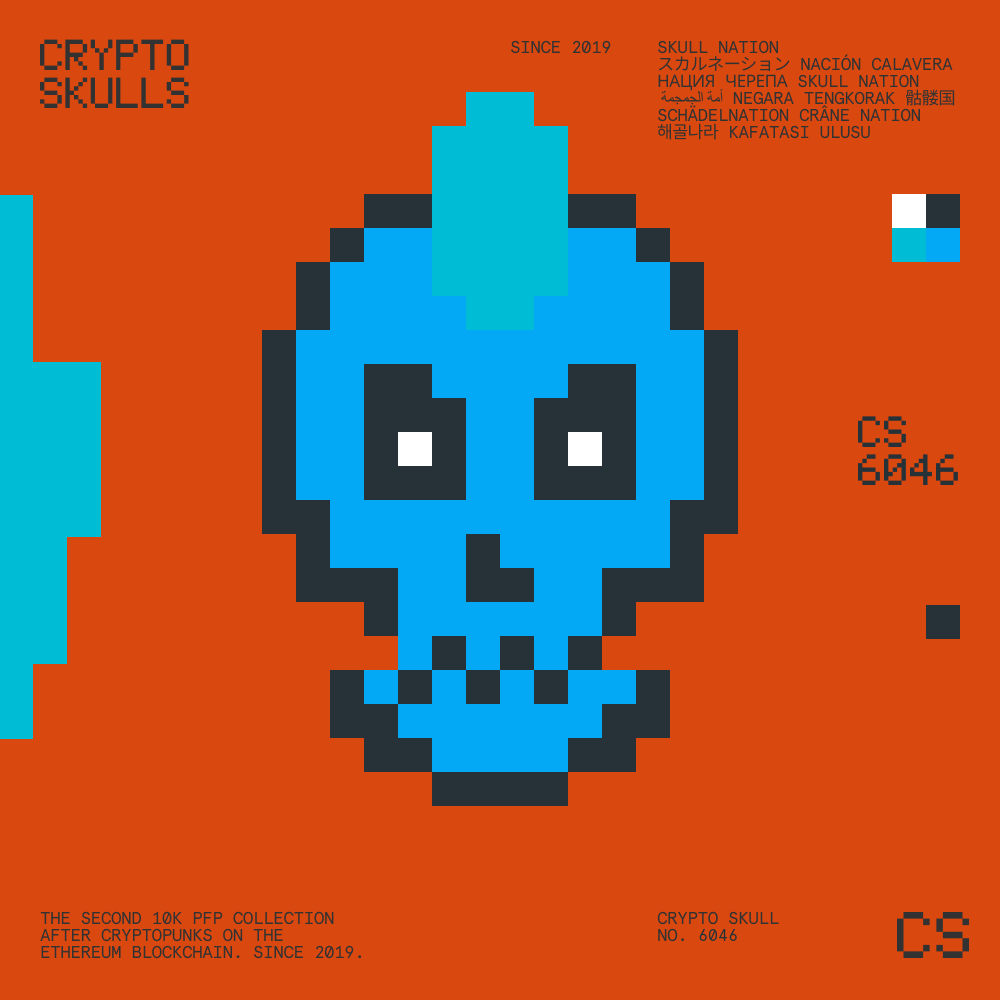 CRYPTO
SKULLS
SINCE 2019
SKULL NATION
スカルネーション NACIÓN CALAVERA
НАЦИЯ ЧЕРЕПА SKULL NATION
أمة الجمجمة NEGARA TENGKORAK 骷髅国
SCHÄDELNATION CRÂNE NATION
해골나라 KAFATASI ULUSU
CS
6046
THE SECOND 10K PFP COLLECTION
AFTER CRYPTOPUNKS ON THE
ETHEREUM BLOCKCHAIN. SINCE 2019.
CRYPTO SKULL
NO. 6046
CS